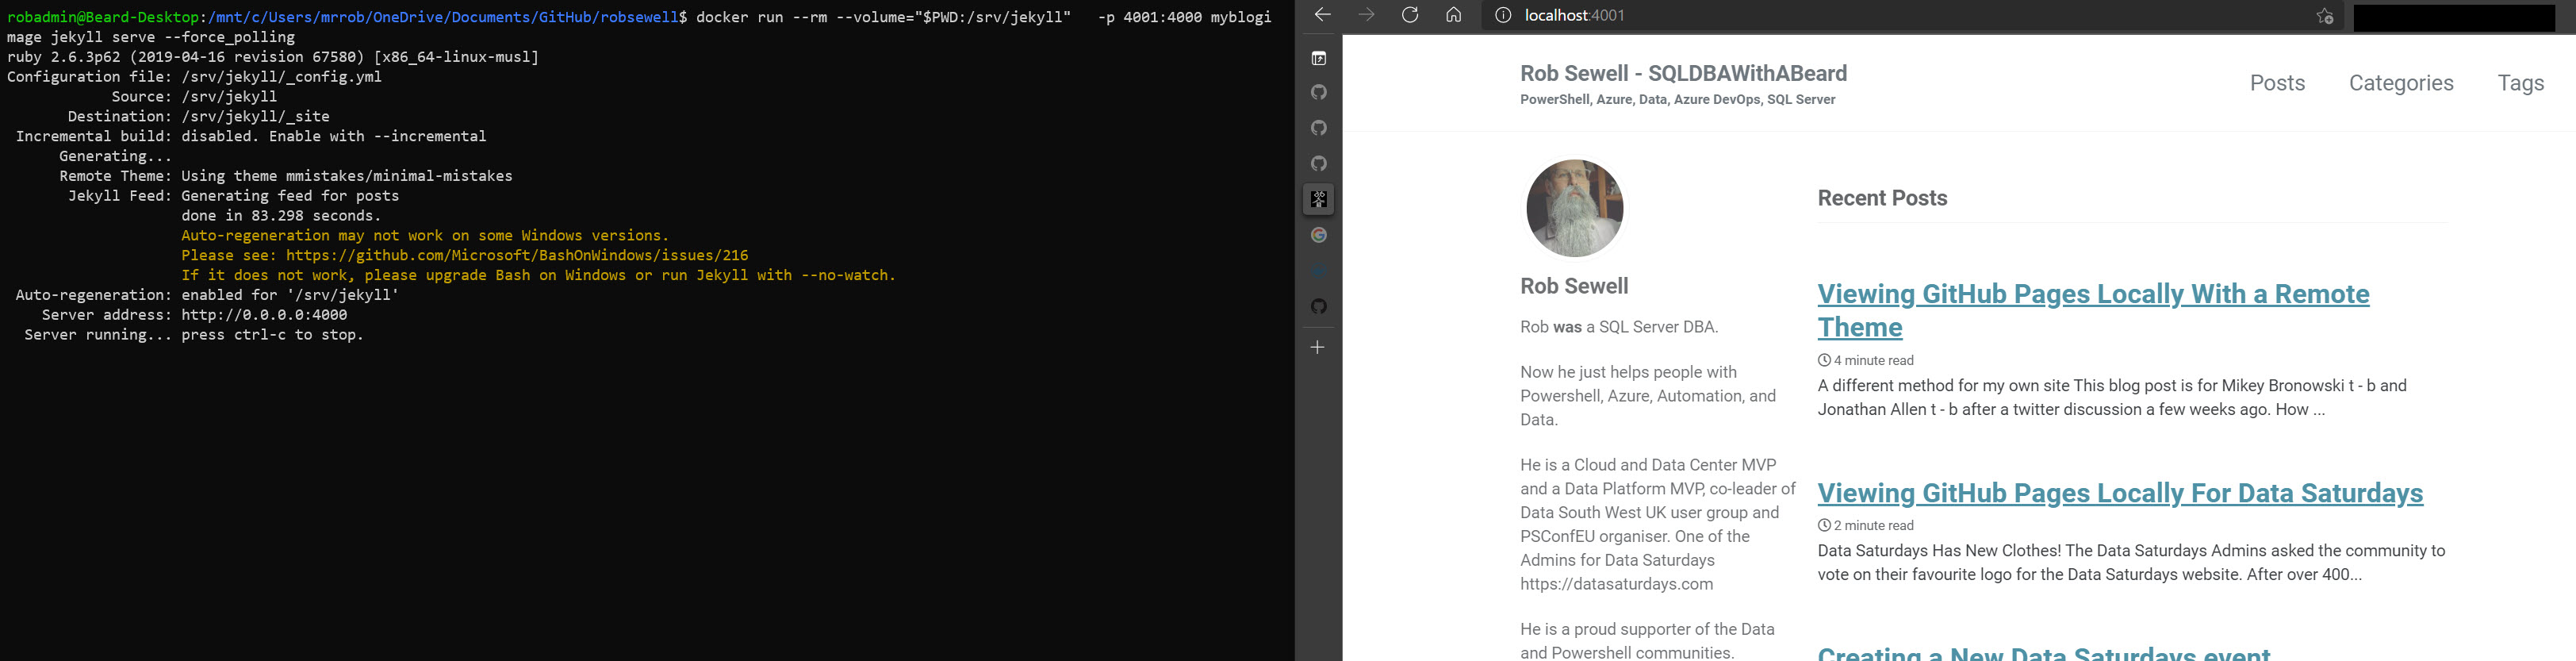 robadmin@Beard-Desktop:/mnt/c/Users/mrrob/OneDrive/Documents/GitHub/robsewell$ docker run --rm --volume="$PWD:/srv/jekyll"   -p 4001:4000 myblogi
mage jekyll serve --force_polling
ruby 2.6.3p62 (2019-04-16 revision 67580) [x86_64-linux-musl]
Configuration file: /srv/jekyll/_config.yml
Source: /srv/jekyll
Destination: /srv/jekyll/_site
Incremental build: disabled. Enable with --incremental
Generating...
Remote Theme: Using theme mmistakes/minimal-mistakes
Jekyll Feed: Generating feed for posts
done in 83.298 seconds.
Auto-regeneration may not work on some Windows versions.
Please see: https://github.com/Microsoft/BashOnWindows/issues/216
If it does not work, please upgrade Bash on Windows or run Jekyll with --no-watch.
Auto-regeneration: enabled for '/srv/jekyll'
Server address: http://0.0.0.0:4000
Server running... press ctrl-c to stop.
localhost:4001
Rob Sewell - SQLDBAWithABeard
PowerShell, Azure, Data, Azure DevOps, SQL Server
Posts Categories Tags
Rob Sewell
Rob was a SQL Server DBA.
Now he just helps people with
Powershell, Azure, Automation, and
Data.
He is a Cloud and Data Center MVP
and a Data Platform MVP, co-leader of
Data South West UK user group and
PSConfEU organiser. One of the
Admins for Data Saturdays
https://datasaturdays.com
He is a proud supporter of the Data
and Powershell communities.
Recent Posts
Viewing GitHub Pages Locally With a Remote
Theme
4 minute read
A different method for my own site This blog post is for Mikey Bronowski t - b and
Jonathan Allen t - b after a twitter discussion a few weeks ago. How ...
Viewing GitHub Pages Locally For Data Saturdays
2 minute read
Data Saturdays Has New Clothes! The Data Saturdays Admins asked the community to
vote on their favourite logo for the Data Saturdays website. After over 400...
Creating a New Data Saturdays event